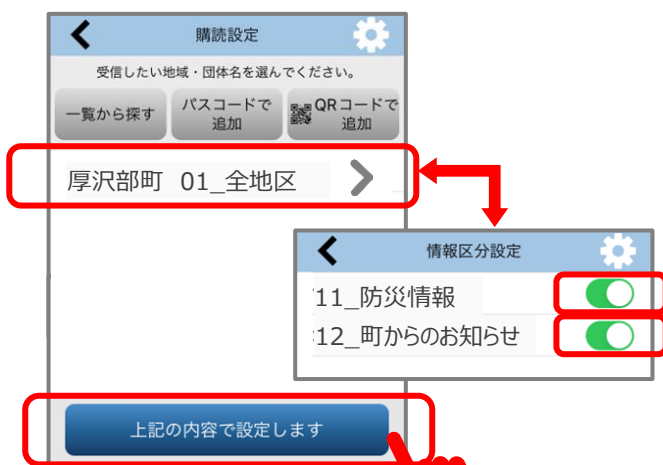 購読設定
受信したい地域・団体名を選んでください。
一覧から探す
パスコードで
追加
QRコードで
追加
厚沢部町 01_全地区
情報区分設定
11_防災情報
12_町からのお知らせ
上記の内容で設定します